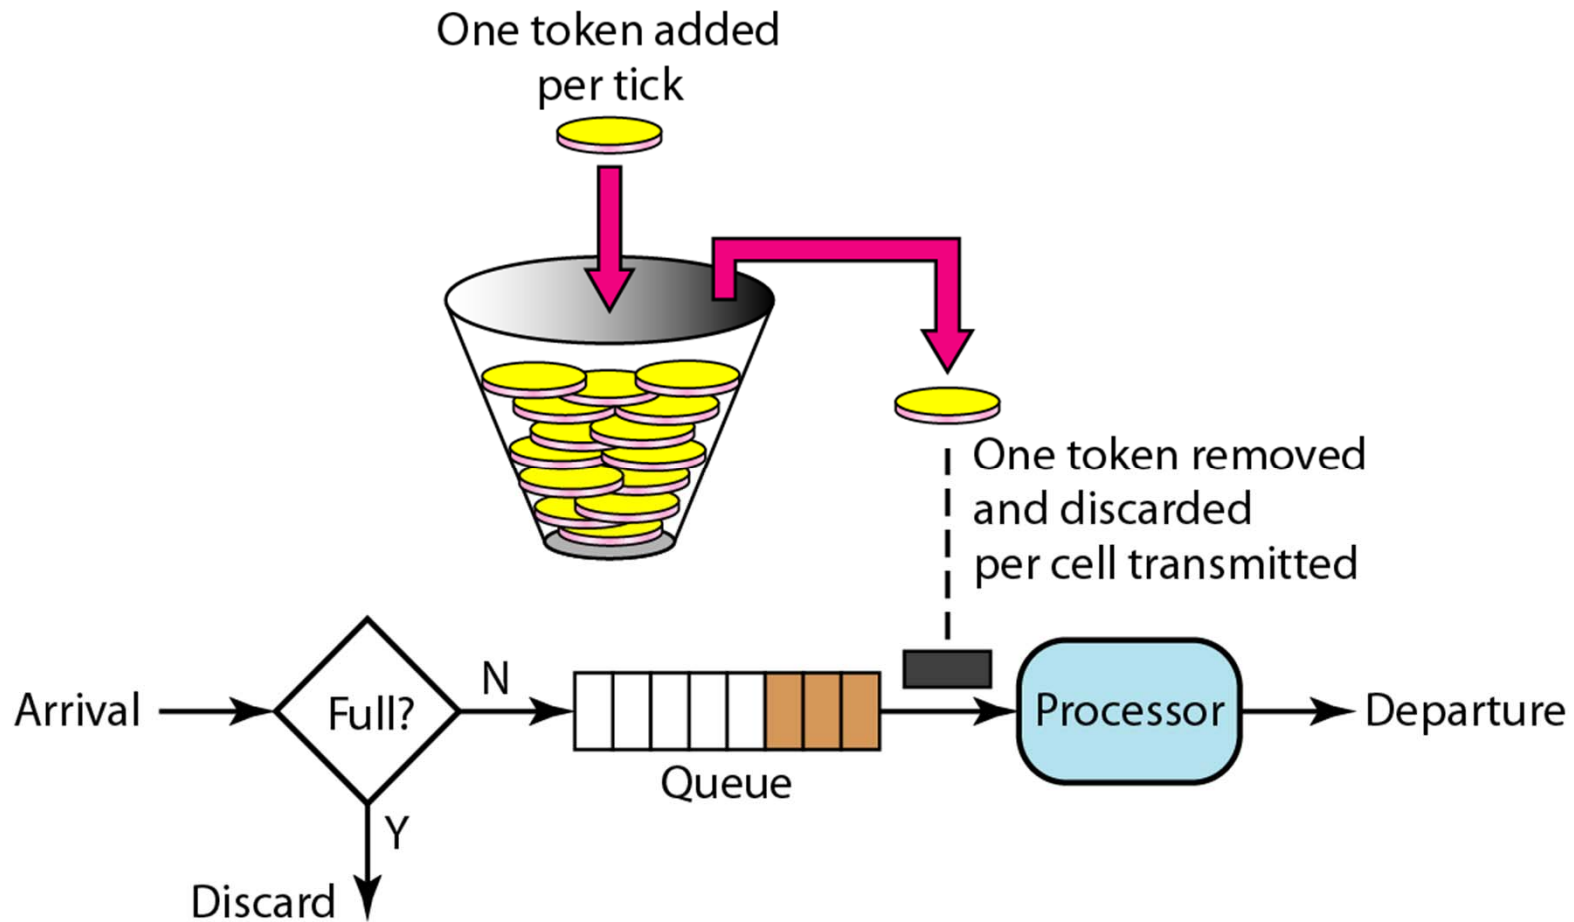 One token added
per tick
One token removed
and discarded
per cell transmitted
Arrival
Full?
N
Queue
Processor
Departure
Y
Discard